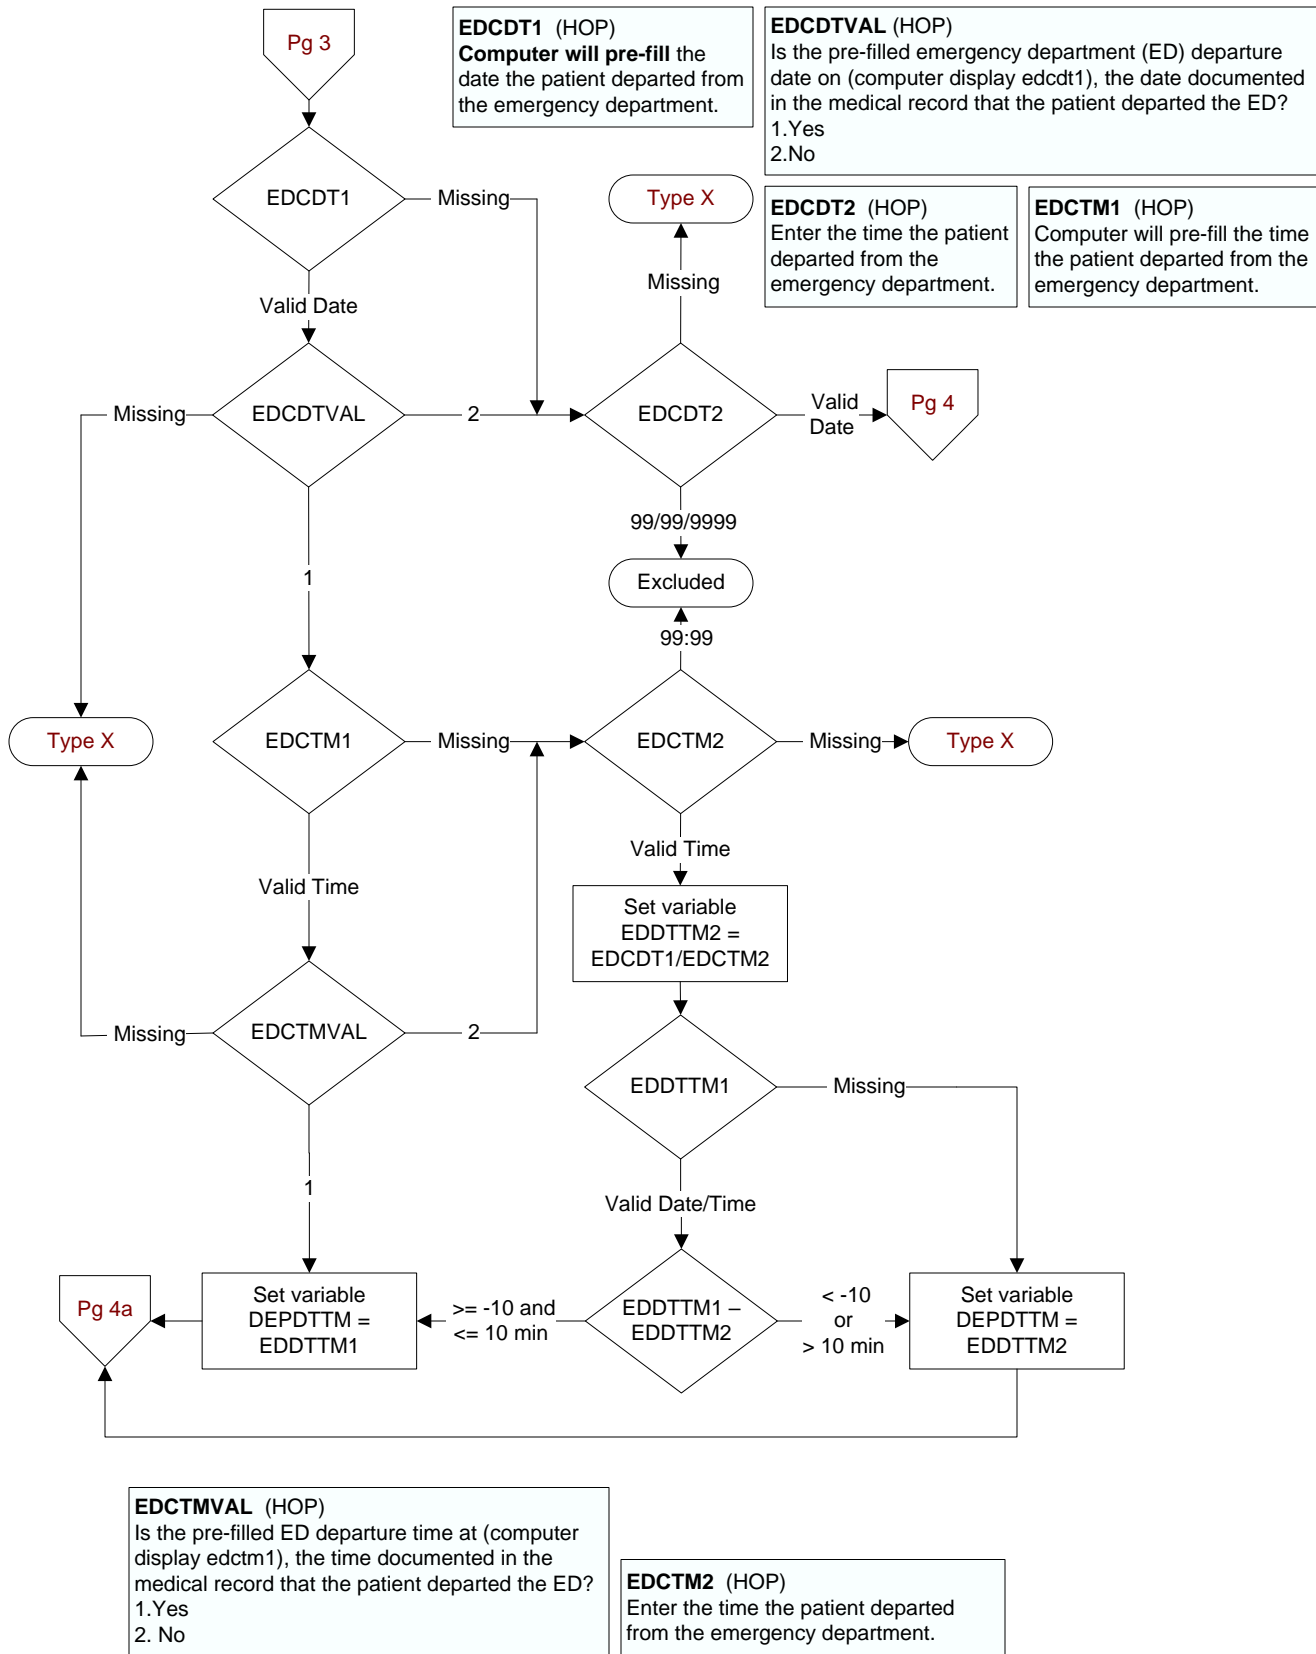 Pg 3
EDCDT1 (HOP)
Computer will pre-fill the
date the patient departed from
the emergency department.
EDCDTVAL (HOP)
Is the pre-filled emergency department (ED) departure
date on (computer display edcdt1), the date documented
in the medical record that the patient departed the ED?
1.Yes
2.No
EDCDT1
Missing
Type X
EDCDT2 (HOP)
Enter the time the patient
departed from the
emergency department.
EDCTM1 (HOP)
Computer will pre-fill the time
the patient departed from the
emergency department.
Missing
Valid Date
Missing
EDCDTVAL
2
EDCDT2
Valid
Date
Pg 4
99/99/9999
1
Excluded
99:99
Type X
EDCTM1
Missing
EDCTM2
Missing
Type X
Valid Time
Valid Time
Set variable
EDDTTM2 =
EDCDT1/EDCTM2
Missing
EDCTMVAL
2
EDDTTM1
Missing
1
Valid Date/Time
Pg 4a
Set variable
DEPDTTM =
EDDTTM1
>= -10 and
<= 10 min
EDDTTM1 –
EDDTTM2
< -10
or
> 10 min
Set variable
DEPDTTM =
EDDTTM2
EDCTMVAL (HOP)
Is the pre-filled ED departure time at (computer
display edctm1), the time documented in the
medical record that the patient departed the ED?
1.Yes
2. No
EDCTM2 (HOP)
Enter the time the patient departed
from the emergency department.